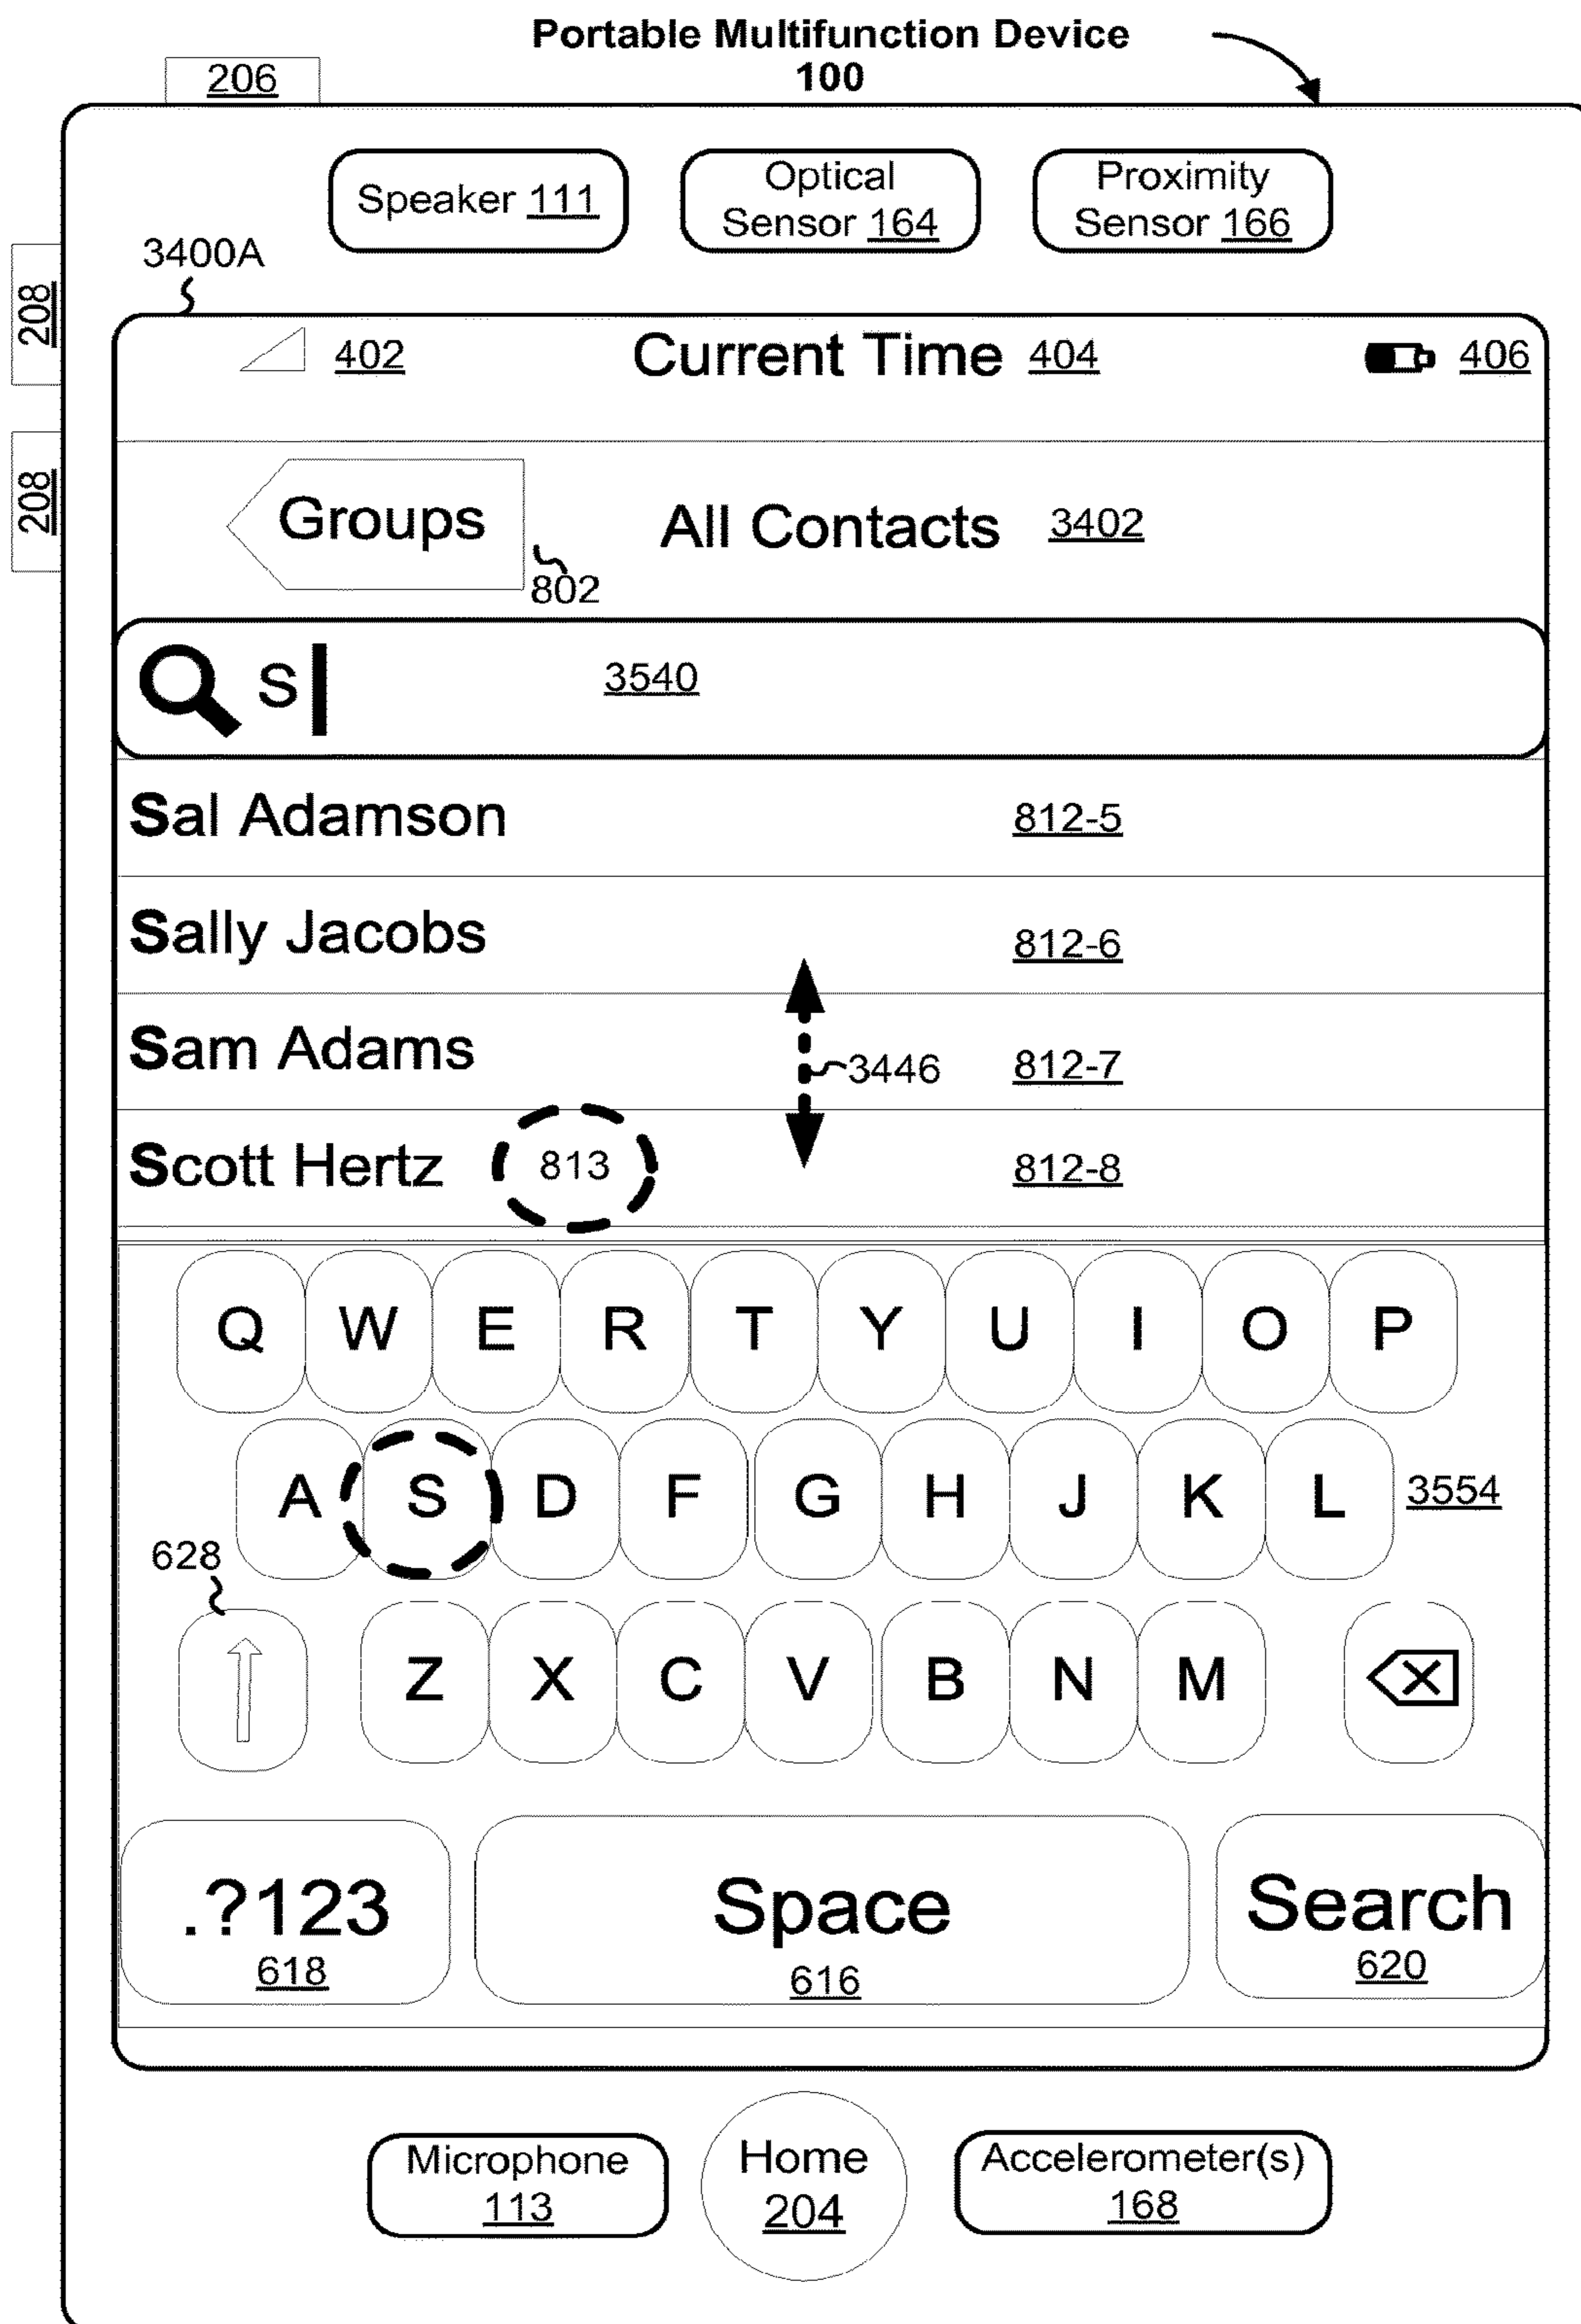 Portable Multifunction Device
100
206
Speaker 111
Optical
Sensor 164
Proximity
Sensor 166
3400A
208
208
402
Current Time 404
406
Groups
802
All Contacts 3402
S
3540
Sal Adamson 812-5
Sally Jacobs 812-6
Sam Adams 812-7
3446
Scott Hertz 813 812-8
Q W E R T Y U I O P
A S D F G H J K L 3554
628
Z X C V B N M
.?123
618
Space
616
Search
620
Microphone
113
Home
204
Accelerometer(s)
168